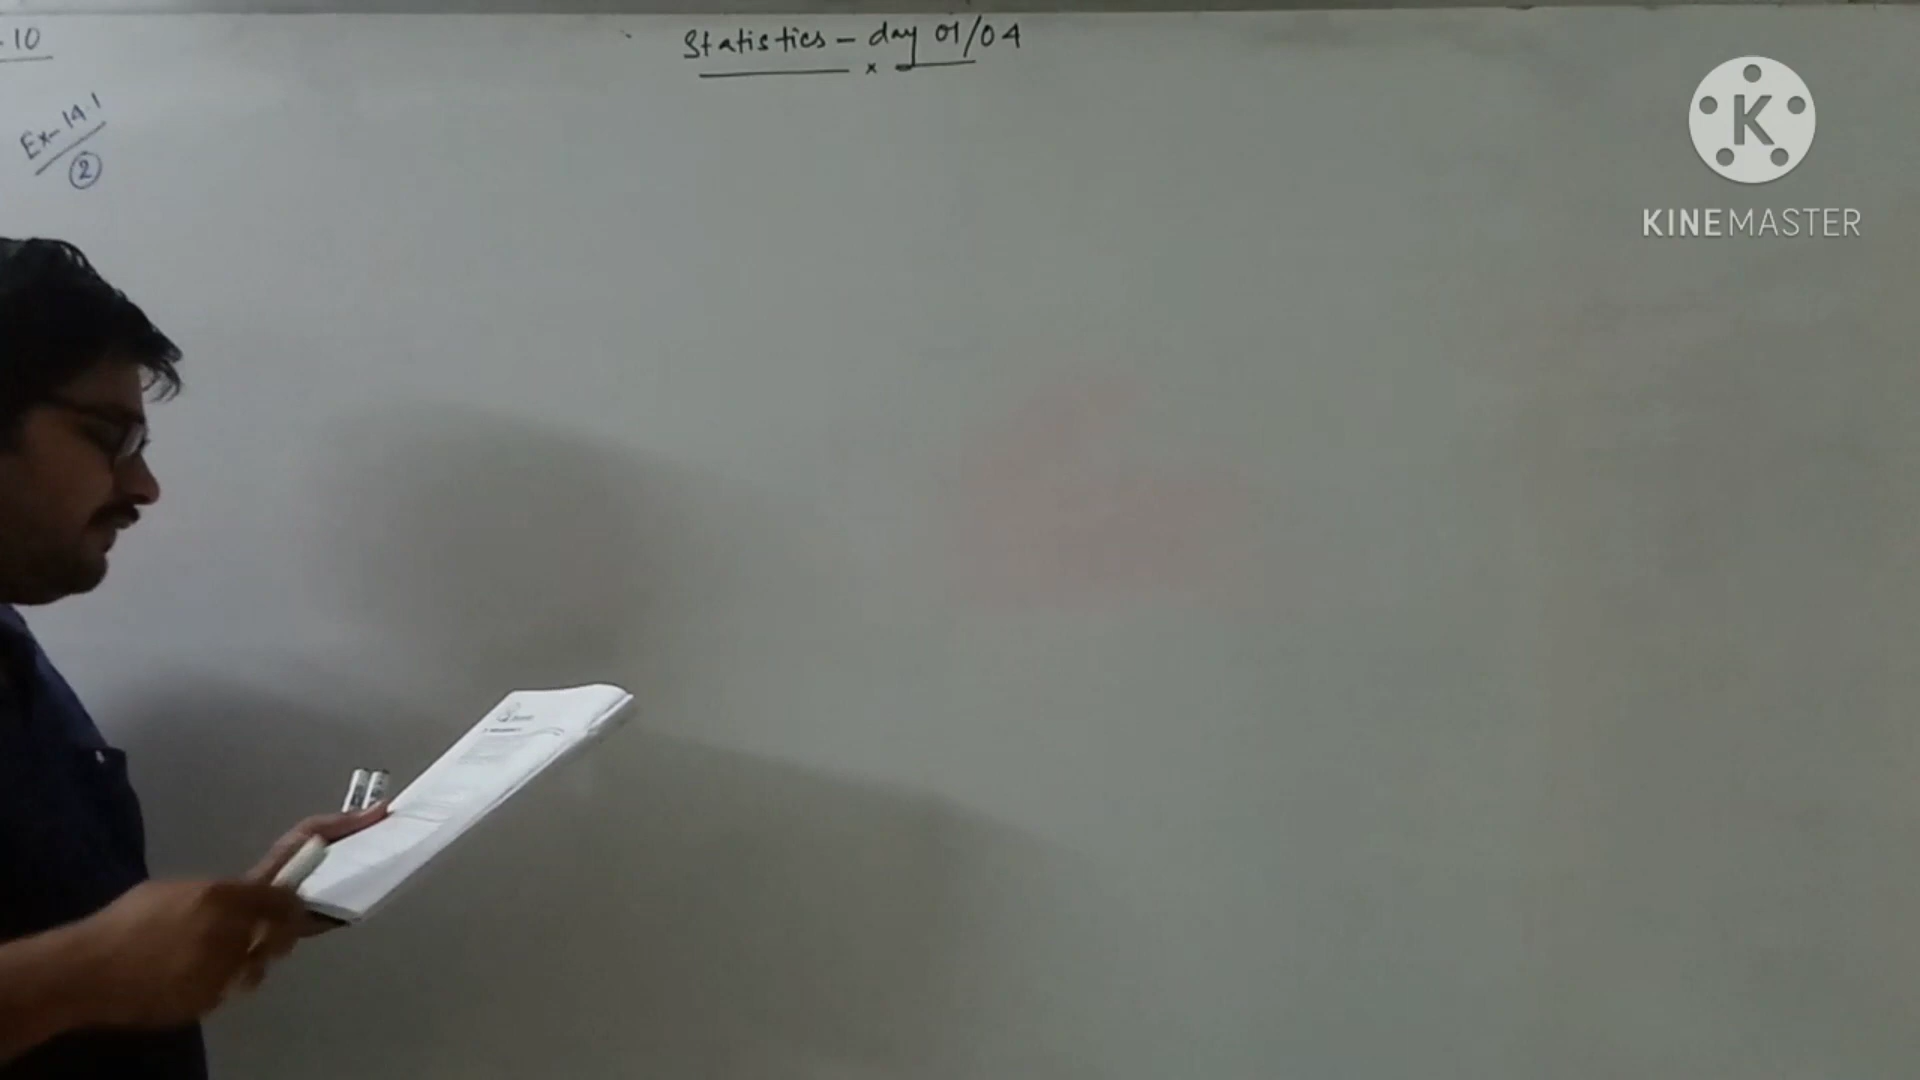 .10
Statistics - day 01/04
x
Ex-14.1
2
K
KINEMASTER